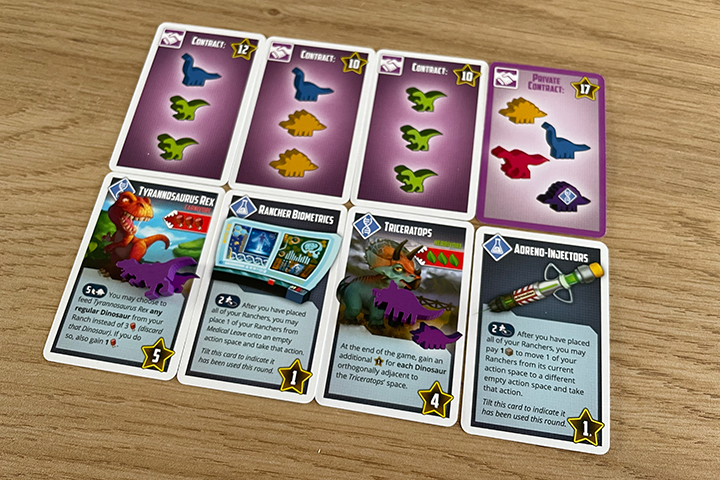 CONTRACT:
12
CONTRACT:
10
CONTRACT:
10
PRIVATE
CONTRACT:
17
TYRANNOSAURUS REX
You may choose to
feed Tyrannosaurus Rex any
regular Dinosaur from your
Ranch instead of 3 (discard
that Dinosaur). If you do
so, also gain 1
5
RANCHER BIOMETRICS
2 After you have placed
all of your Ranchers, you may
place 1 of your Ranchers from
Medical Leave onto an empty
action space and take that action.
Tilt this card to indicate it
has been used this round.
1
TRICERATOPS
At the end of the game, gain an
additional 1 for each Dinosaur
orthogonally adjacent to
the Triceratops' space.
4
ADRENO-INJECTORS
2 After you have placed
all of your Ranchers, you may
pay 1 to move 1 of your
Ranchers from its current
action space to a different
empty action space and take
that action.
Tilt this card to indicate it
has been used this round.
1